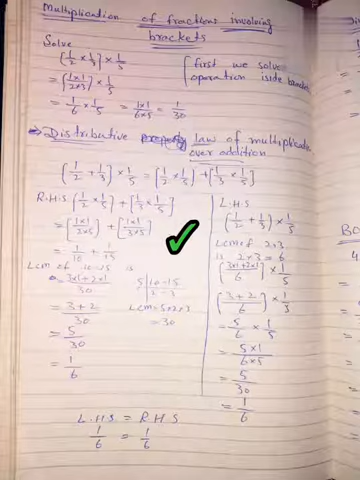 Multiplication of fractions involving
brackets
Solve
(1/2 × 1/3) × 1/5
= (1×1/2×3) × 1/5
= 1/6 × 1/5 = 1×1/6×5 = 1/30
first we solve
operation iside bracket
⇒ Distributive law of multiplication
over addition
(1/2 + 1/3) × 1/5 = [1/2 × 1/5] + [1/3 × 1/5]
R.H.S [1/2 × 1/5] + [1/3 × 1/5]
= [1×1/2×5] + [1×1/3×5]
= 1/10 + 1/15
Lcm of 10-15 is
= 3×1+2×1/30
= 3+2/30
= 5/30
= 1/6
5 | 10-15
2-3
Lcm = 5×2×3
= 30
L.H.S
(1/2 + 1/3) × 1/5
Lcm of 2,3
is 2×3 = 6
(3×1+2×1/6) × 1/5
(3+2/6) × 1/5
= 5/6 × 1/5
= 5×1/6×5
= 5/30
= 1/6
L.H.S = R.H.S
1/6 = 1/6